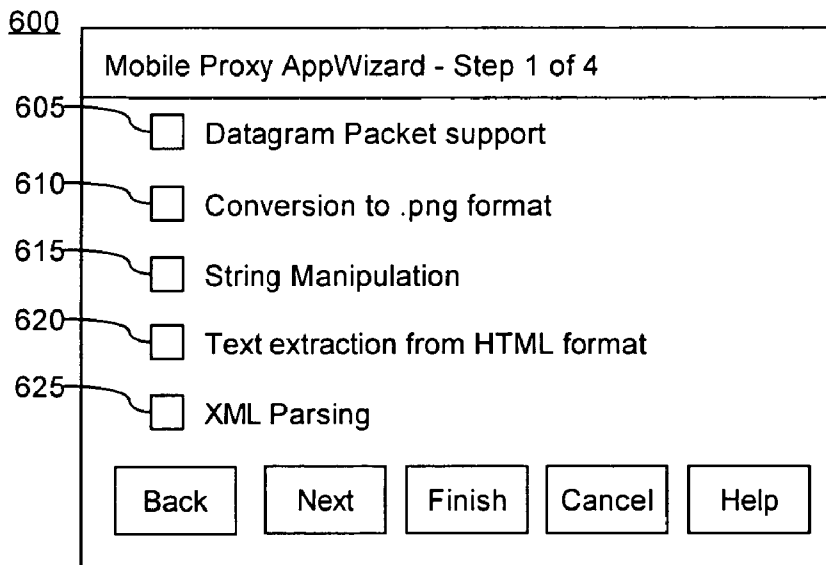 600
Mobile Proxy AppWizard - Step 1 of 4
605 Datagram Packet support
610 Conversion to .png format
615 String Manipulation
620 Text extraction from HTML format
625 XML Parsing
Back Next Finish Cancel Help